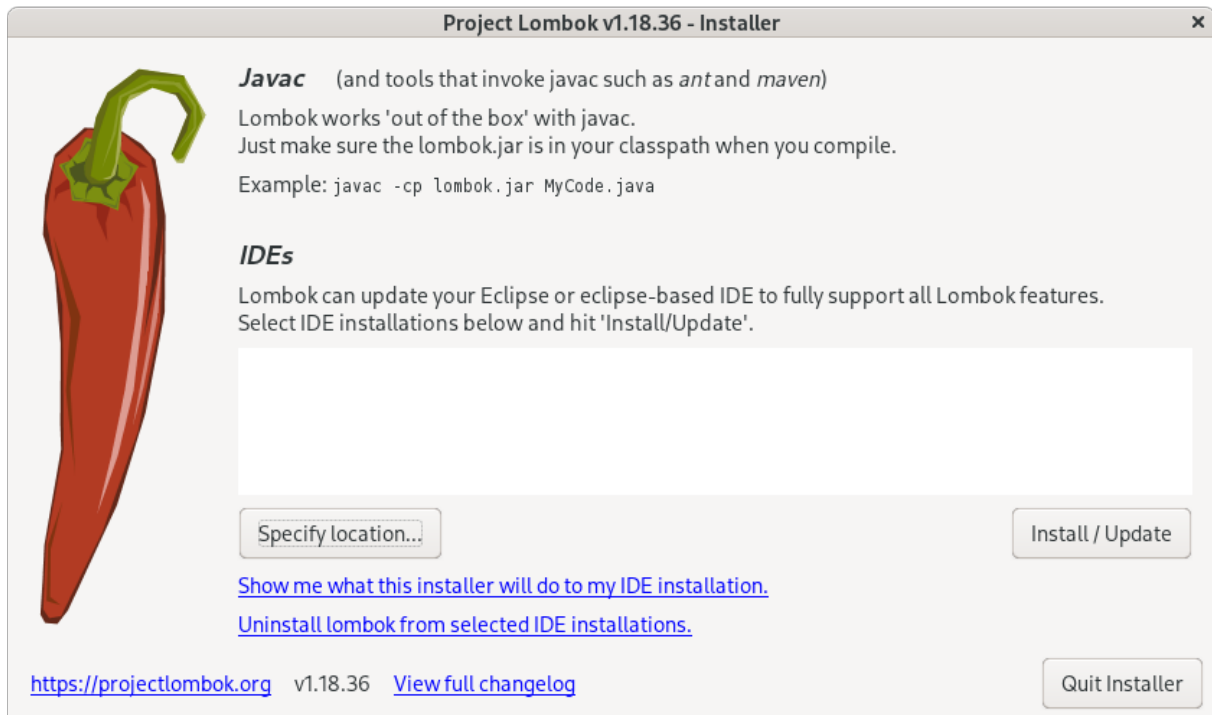 Project Lombok v1.18.36 - Installer
Javac (and tools that invoke javac such as ant and maven)
Lombok works 'out of the box' with javac.
Just make sure the lombok.jar is in your classpath when you compile.
Example: javac -cp lombok.jar MyCode.java
IDEs
Lombok can update your Eclipse or eclipse-based IDE to fully support all Lombok features.
Select IDE installations below and hit 'Install/Update'.
Specify location... Install / Update
Show me what this installer will do to my IDE installation.
Uninstall lombok from selected IDE installations.
https://projectlombok.org v1.18.36 View full changelog Quit Installer